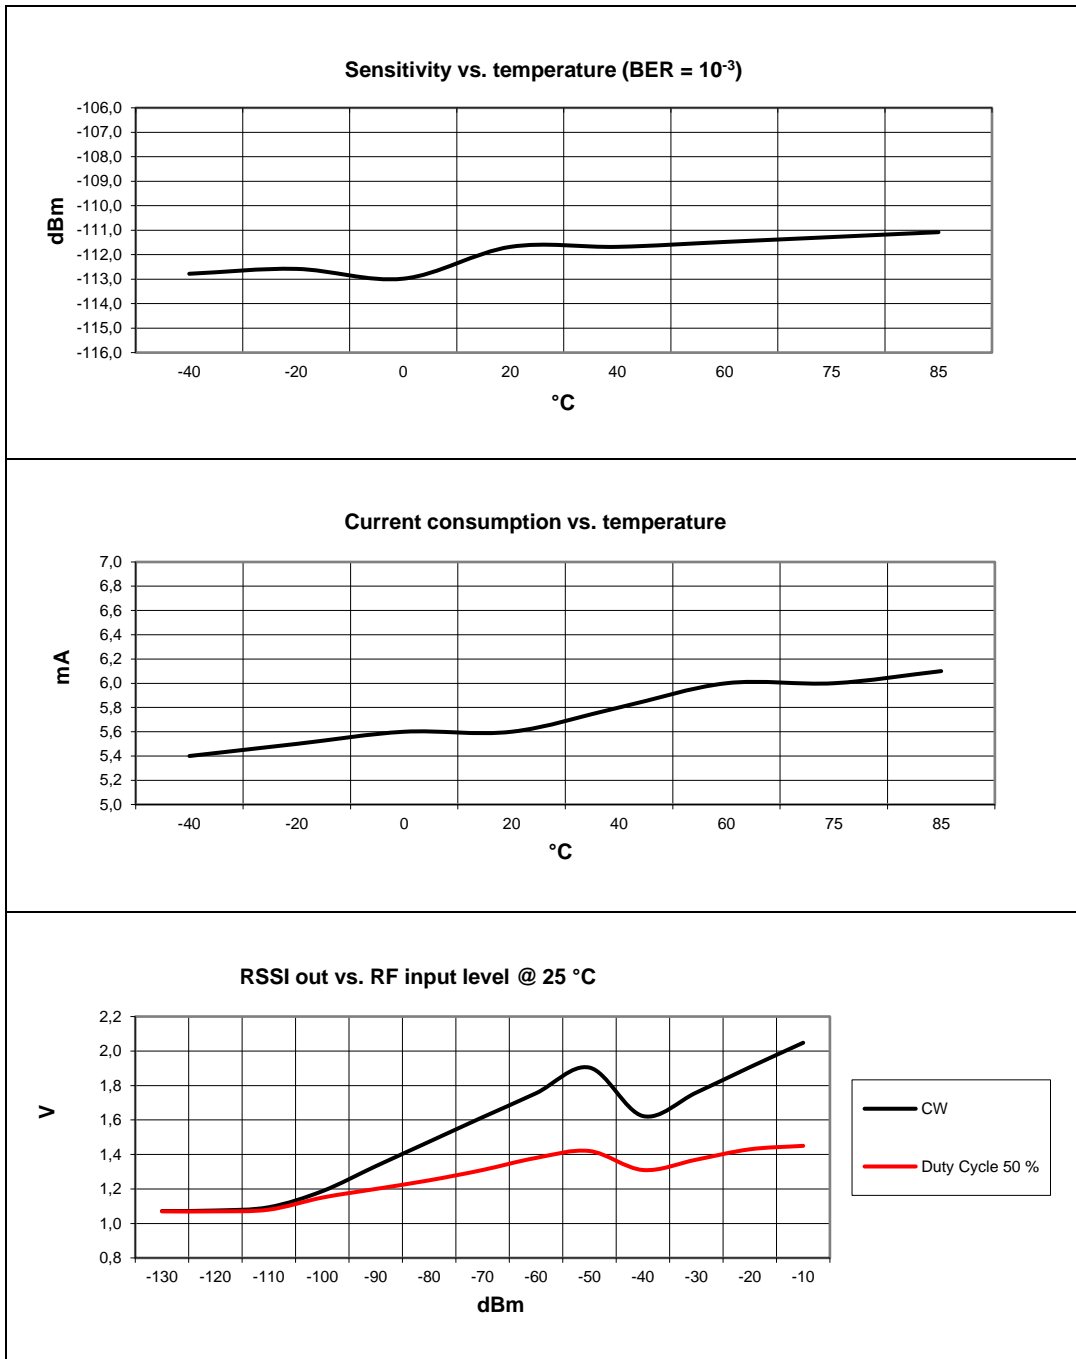 Sensitivity vs. temperature (BER = 10⁻³)
-106,0
-107,0
-108,0
-109,0
-110,0
-111,0
-112,0
-113,0
-114,0
-115,0
-116,0
dBm
-40 -20 0 20 40 60 75 85
°C
Current consumption vs. temperature
7,0
6,8
6,6
6,4
6,2
6,0
5,8
5,6
5,4
5,2
5,0
mA
-40 -20 0 20 40 60 75 85
°C
RSSI out vs. RF input level @ 25 °C
2,2
2,0
1,8
1,6
1,4
1,2
1,0
0,8
V
-130 -120 -110 -100 -90 -80 -70 -60 -50 -40 -30 -20 -10
dBm
CW
Duty Cycle 50 %